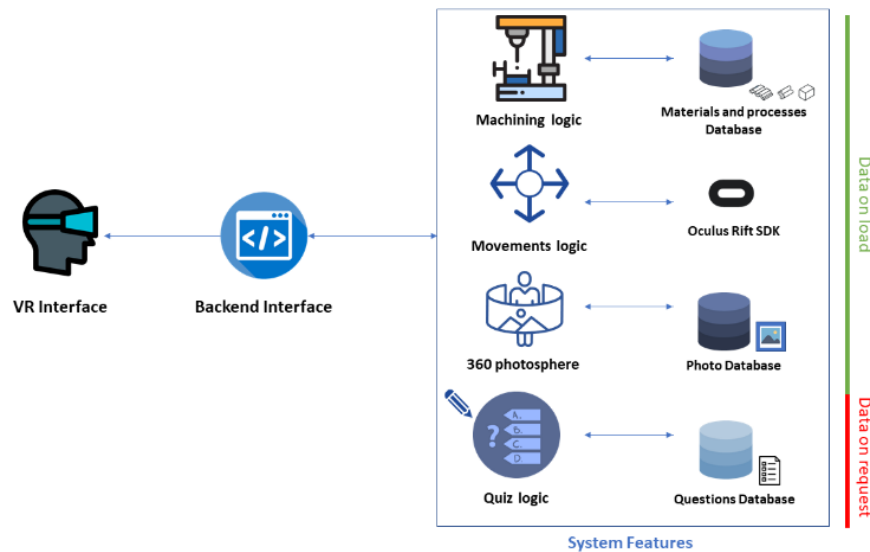 Machining logic
Materials and processes
Database
Movements logic
Oculus Rift SDK
VR Interface
</>
Backend Interface
360 photosphere
Photo Database
?
A.
B.
C.
D.
Quiz logic
Questions Database
System Features
Data on load
Data on request